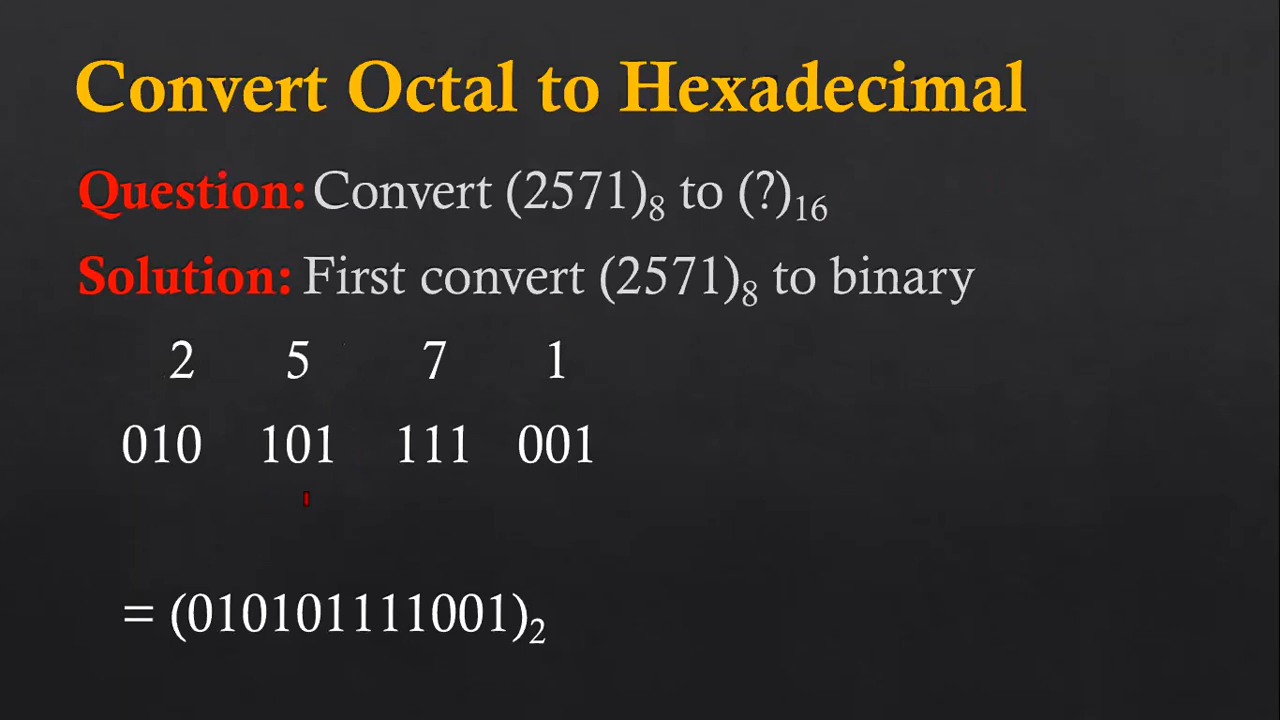 Convert Octal to Hexadecimal
Question: Convert (2571)₈ to (?)₁₆
Solution: First convert (2571)₈ to binary
2 5 7 1
010 101 111 001
= (010101111001)₂